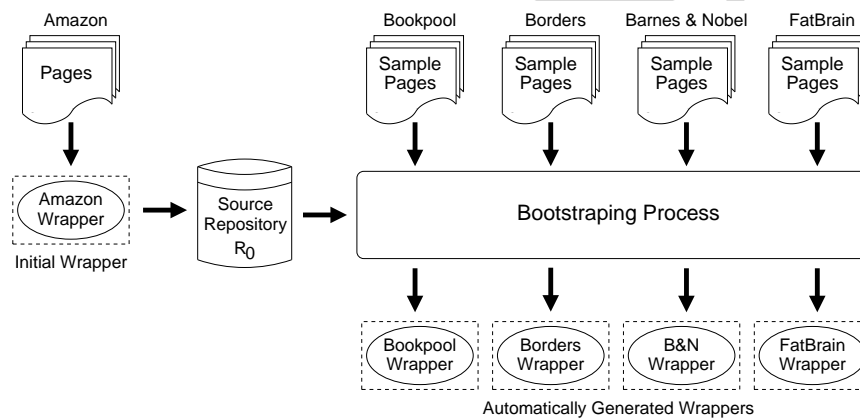 Amazon
Pages
Amazon
Wrapper
Initial Wrapper
Source
Repository
R0
Bookpool
Sample
Pages
Borders
Sample
Pages
Barnes & Nobel
Sample
Pages
FatBrain
Sample
Pages
Bootstraping Process
Bookpool
Wrapper
Borders
Wrapper
B&N
Wrapper
FatBrain
Wrapper
Automatically Generated Wrappers